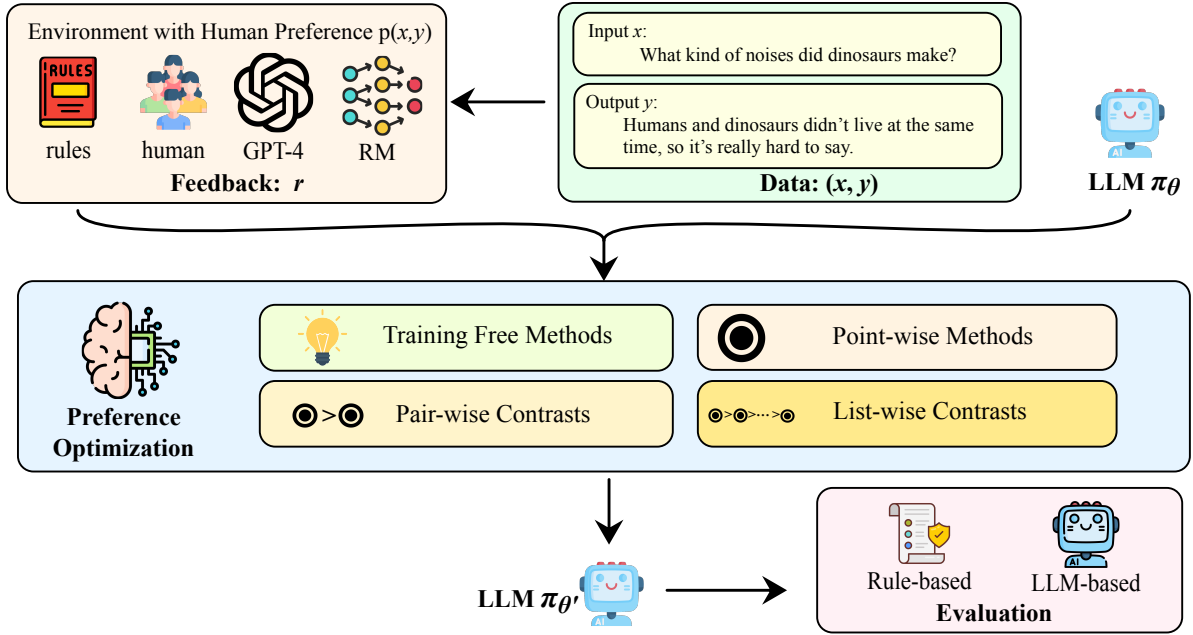 Environment with Human Preference p(x,y)
RULES
rules
human
GPT-4
RM
Feedback: r
Input x:
What kind of noises did dinosaurs make?
Output y:
Humans and dinosaurs didn’t live at the same
time, so it’s really hard to say.
Data: (x, y)
AI
LLM πθ
Preference
Optimization
Training Free Methods
Point-wise Methods
Pair-wise Contrasts
List-wise Contrasts
LLM πθ′
AI
Rule-based
AI
LLM-based
Evaluation